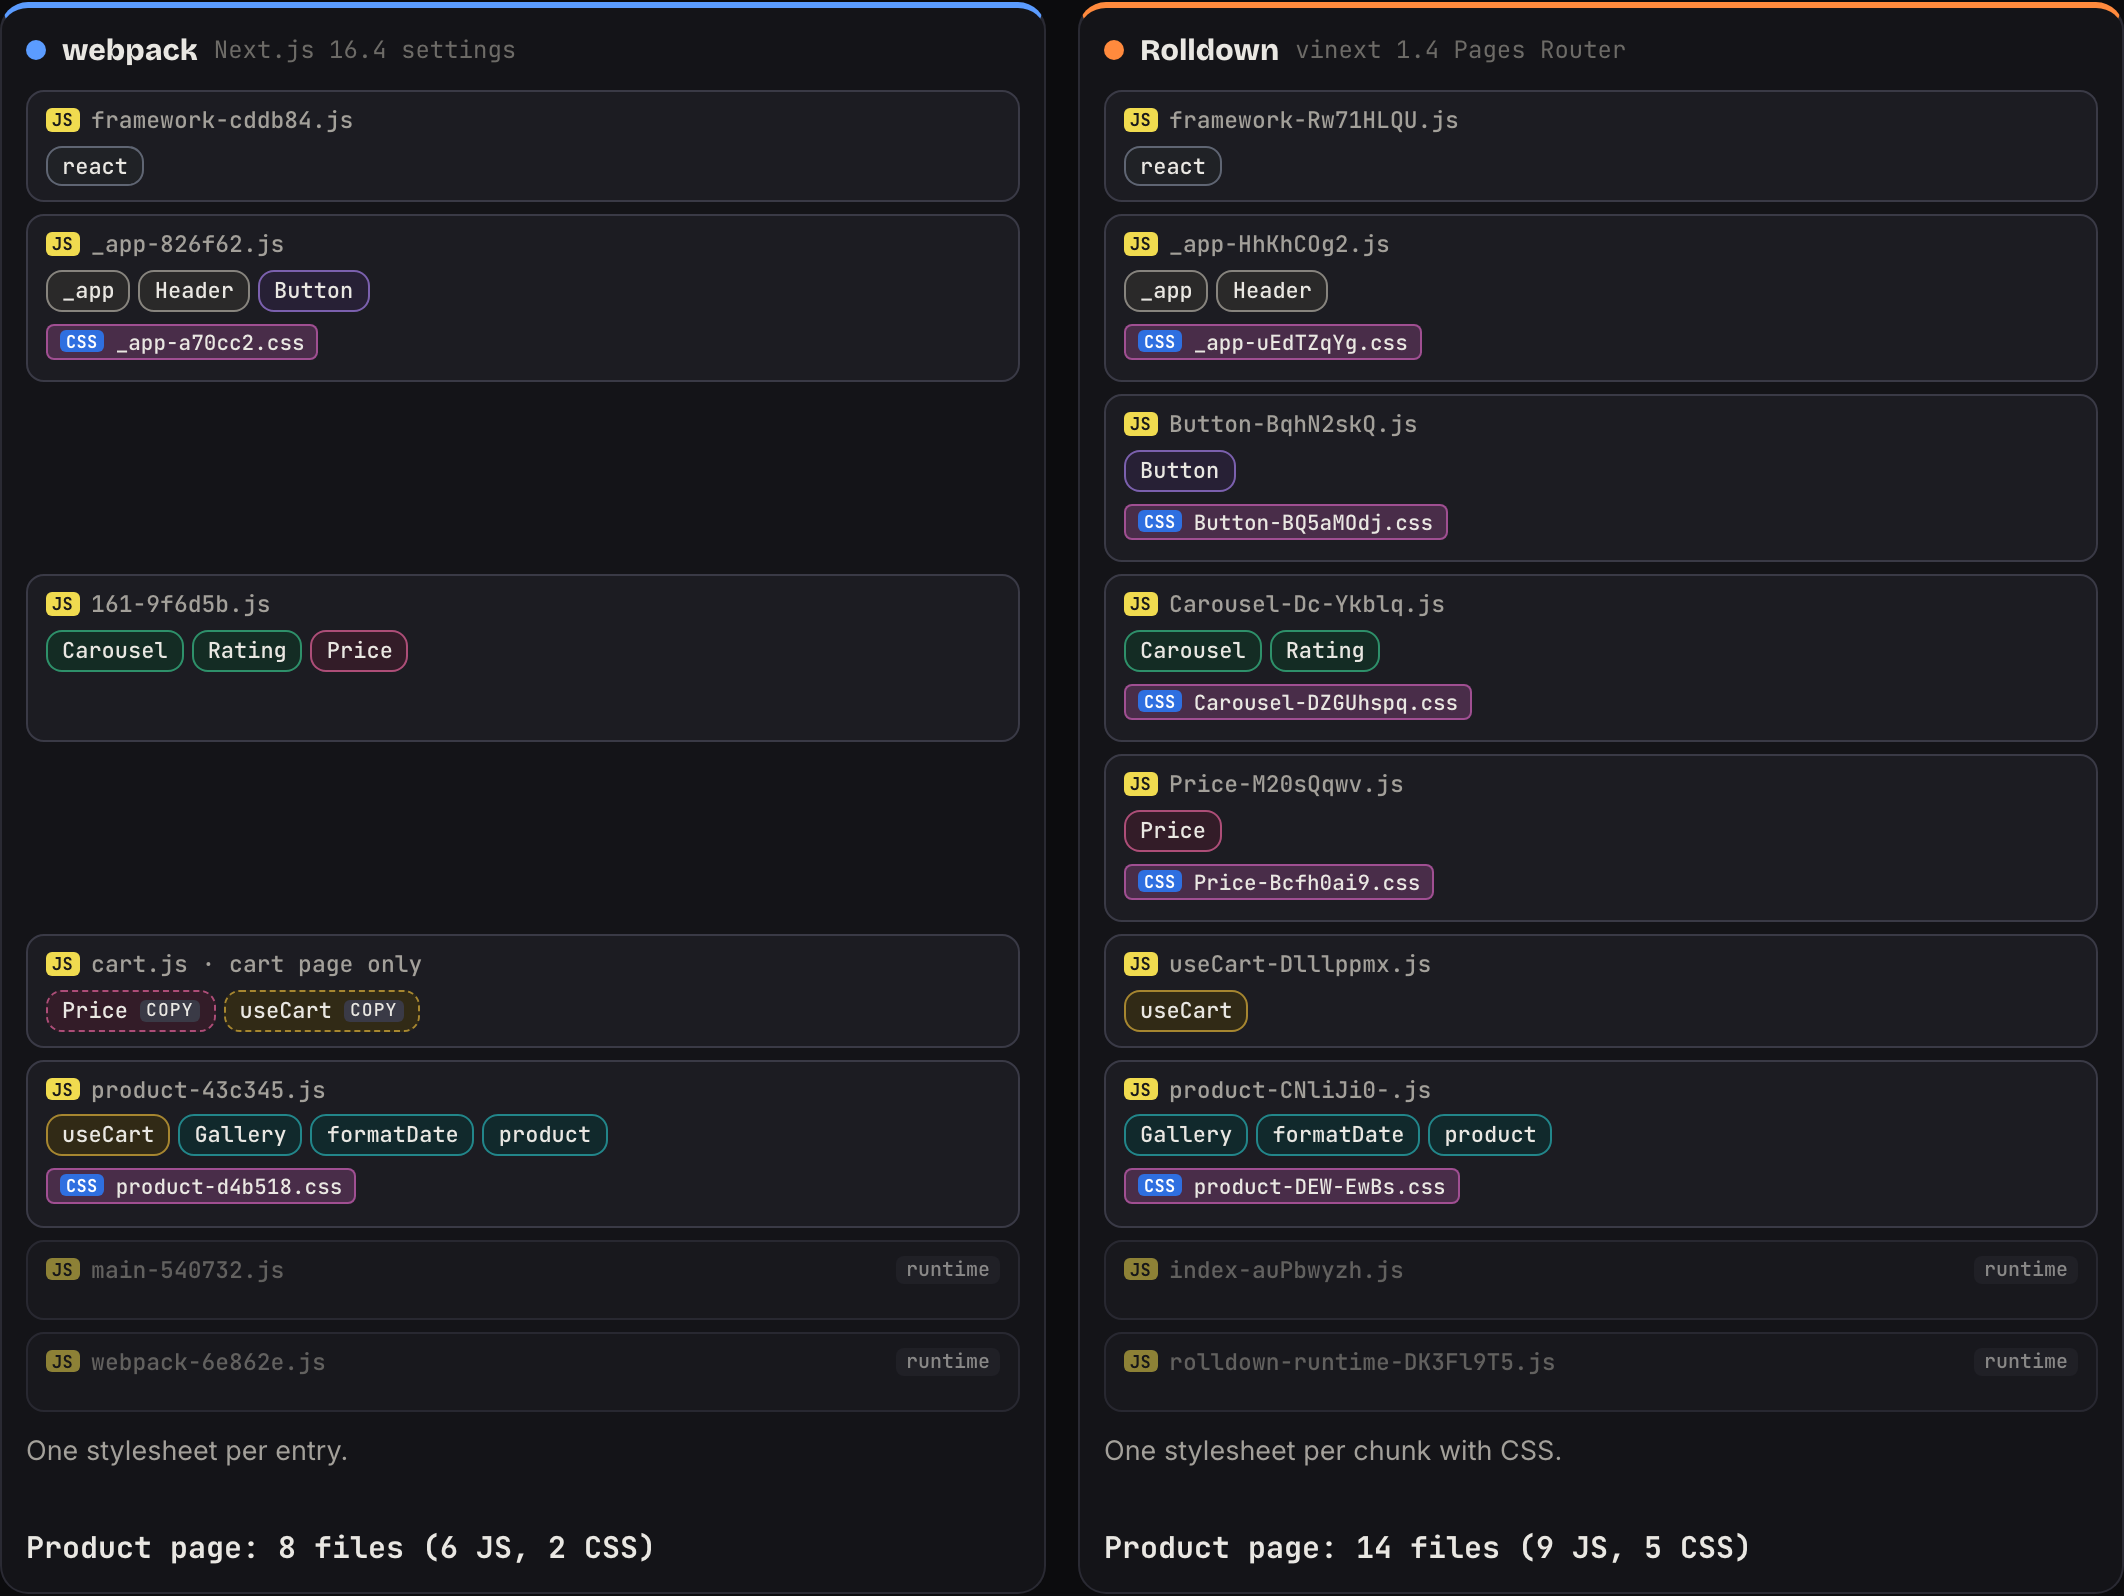 webpack Next.js 16.4 settings
JS framework-cddb84.js
react
JS _app-826f62.js
_app Header Button
CSS _app-a70cc2.css
JS 161-9f6d5b.js
Carousel Rating Price
JS cart.js · cart page only
Price COPY useCart COPY
JS product-43c345.js
useCart Gallery formatDate product
CSS product-d4b518.css
JS main-540732.js runtime
JS webpack-6e862e.js runtime
One stylesheet per entry.
Product page: 8 files (6 JS, 2 CSS)
Rolldown vinext 1.4 Pages Router
JS framework-Rw71HLQU.js
react
JS _app-HhKhCOg2.js
_app Header
CSS _app-uEdTZqYg.css
JS Button-BqhN2skQ.js
Button
CSS Button-BQ5aMOdj.css
JS Carousel-Dc-Ykblq.js
Carousel Rating
CSS Carousel-DZGUhspq.css
JS Price-M20sQqwv.js
Price
CSS Price-Bcfh0ai9.css
JS useCart-Dlllppmx.js
useCart
JS product-CNliJi0-.js
Gallery formatDate product
CSS product-DEW-EwBs.css
JS index-auPbwyzh.js runtime
JS rolldown-runtime-DK3Fl9T5.js runtime
One stylesheet per chunk with CSS.
Product page: 14 files (9 JS, 5 CSS)